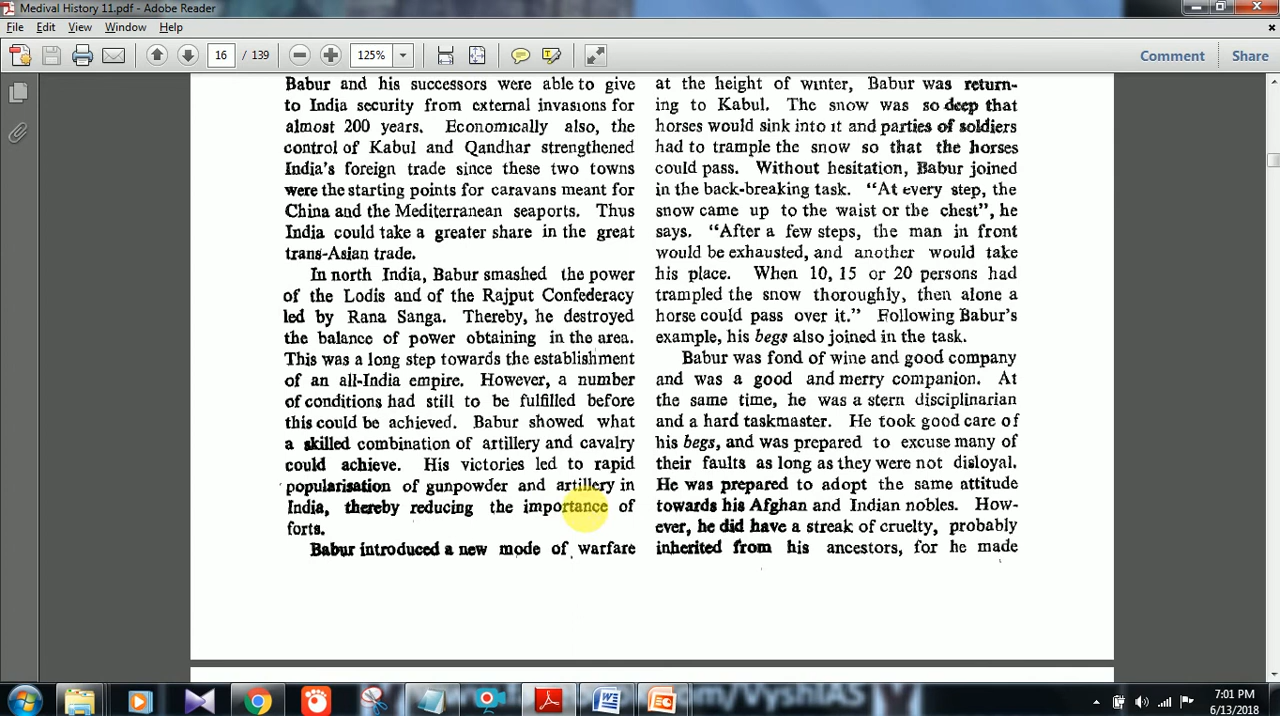 Medival History 11.pdf - Adobe Reader
File Edit View Window Help
16 / 139 125% Comment Share
Babur and his successors were able to give
to India security from external invasions for
almost 200 years. Economically also, the
control of Kabul and Qandhar strengthened
India's foreign trade since these two towns
were the starting points for caravans meant for
China and the Mediterranean seaports. Thus
India could take a greater share in the great
trans-Asian trade.
In north India, Babur smashed the power
of the Lodis and of the Rajput Confederacy
led by Rana Sanga. Thereby, he destroyed
the balance of power obtaining in the area.
This was a long step towards the establishment
of an all-India empire. However, a number
of conditions had still to be fulfilled before
this could be achieved. Babur showed what
a skilled combination of artillery and cavalry
could achieve. His victories led to rapid
popularisation of gunpowder and artillery in
India, thereby reducing the importance of
forts.
Babur introduced a new mode of warfare
at the height of winter, Babur was return-
ing to Kabul. The snow was so deep that
horses would sink into it and parties of soldiers
had to trample the snow so that the horses
could pass. Without hesitation, Babur joined
in the back-breaking task. "At every step, the
snow came up to the waist or the chest", he
says. "After a few steps, the man in front
would be exhausted, and another would take
his place. When 10, 15 or 20 persons had
trampled the snow thoroughly, then alone a
horse could pass over it." Following Babur's
example, his begs also joined in the task.
Babur was fond of wine and good company
and was a good and merry companion. At
the same time, he was a stern disciplinarian
and a hard taskmaster. He took good care of
his begs, and was prepared to excuse many of
their faults as long as they were not disloyal.
He was prepared to adopt the same attitude
towards his Afghan and Indian nobles. How-
ever, he did have a streak of cruelty, probably
inherited from his ancestors, for he made
7:01 PM
6/13/2018